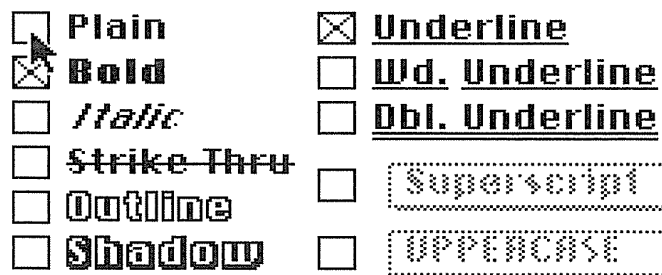 Plain
Bold
Italic
Strike Thru
Outline
Shadow
Underline
Wd. Underline
Dbl. Underline
Superscript
UPPERCASE